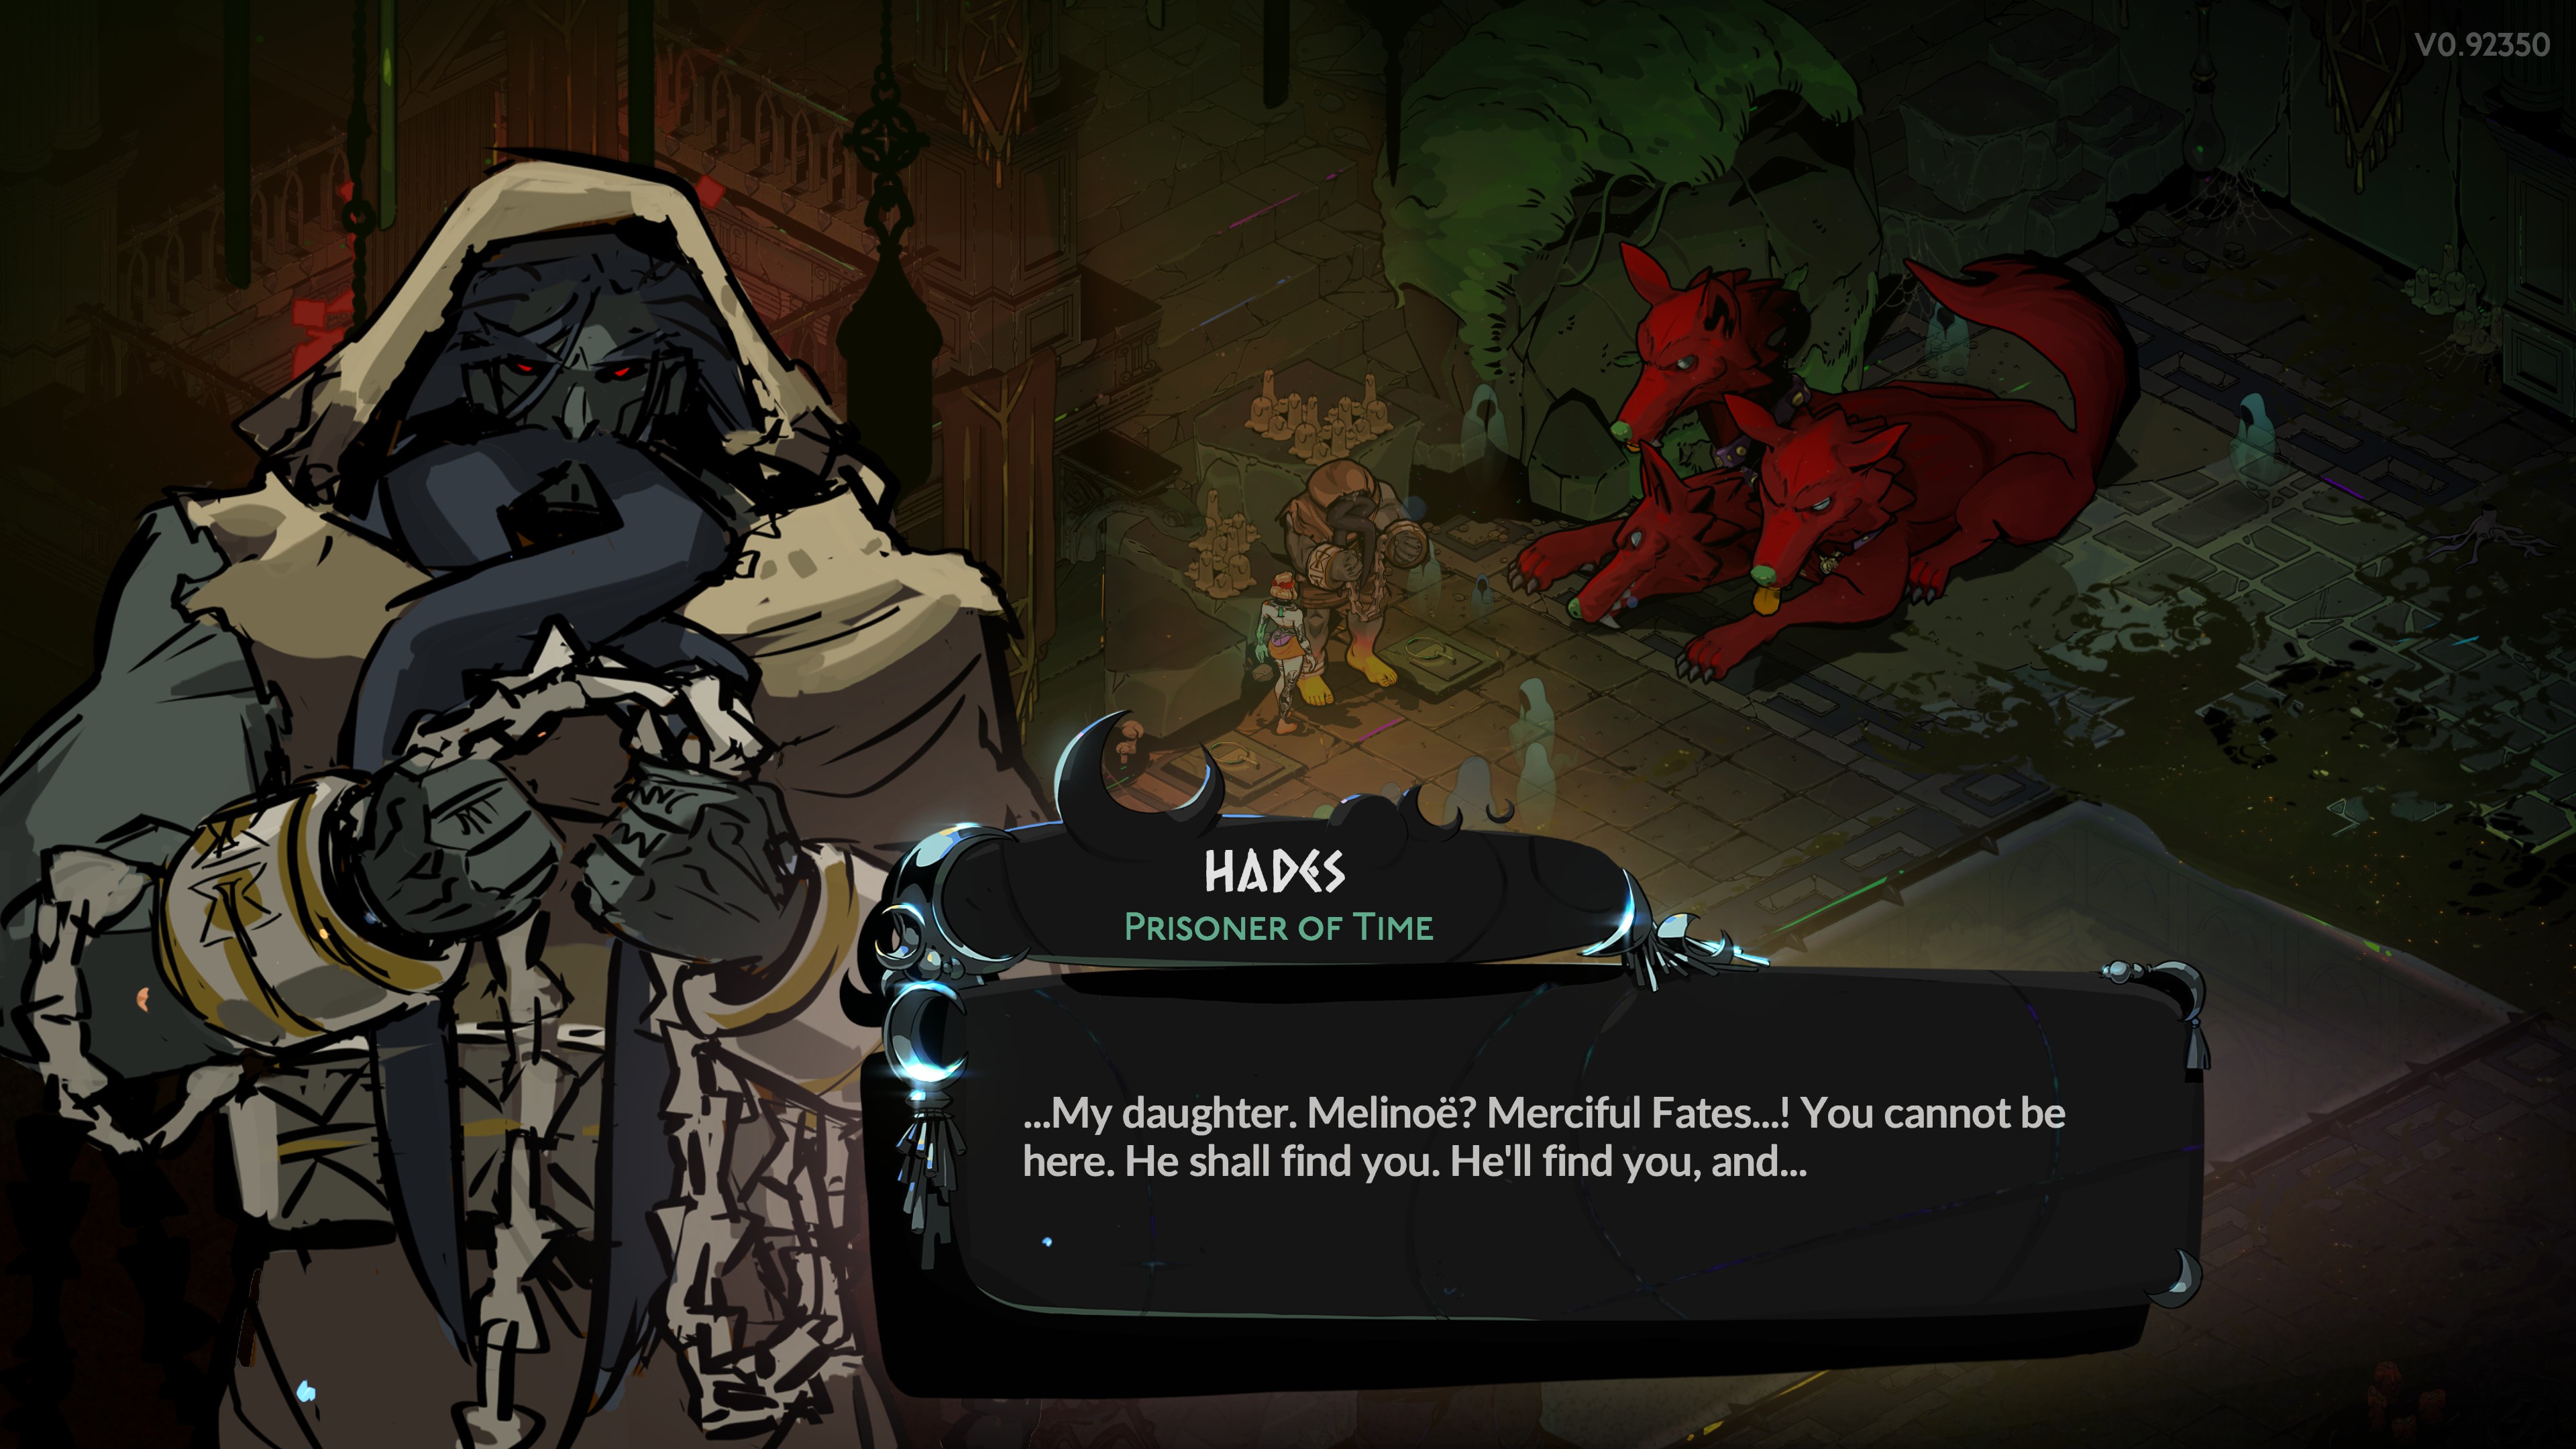 V0.92350
HADES
PRISONER OF TIME
...My daughter. Melinoë? Merciful Fates...! You cannot be
here. He shall find you. He'll find you, and...